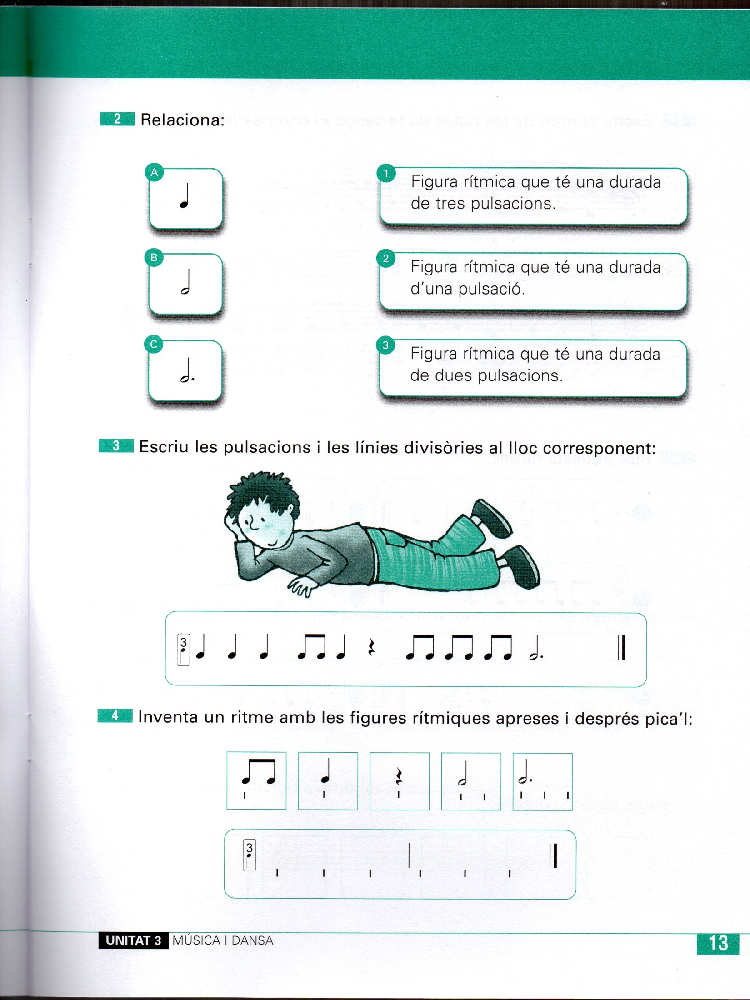 2 Relaciona:
A
1 Figura rítmica que té una durada
de tres pulsacions.
B
2 Figura rítmica que té una durada
d'una pulsació.
C
3 Figura rítmica que té una durada
de dues pulsacions.
3 Escriu les pulsacions i les línies divisòries al lloc corresponent:
3
4 Inventa un ritme amb les figures rítmiques apreses i després pica'l:
3
UNITAT 3 MÚSICA I DANSA
13